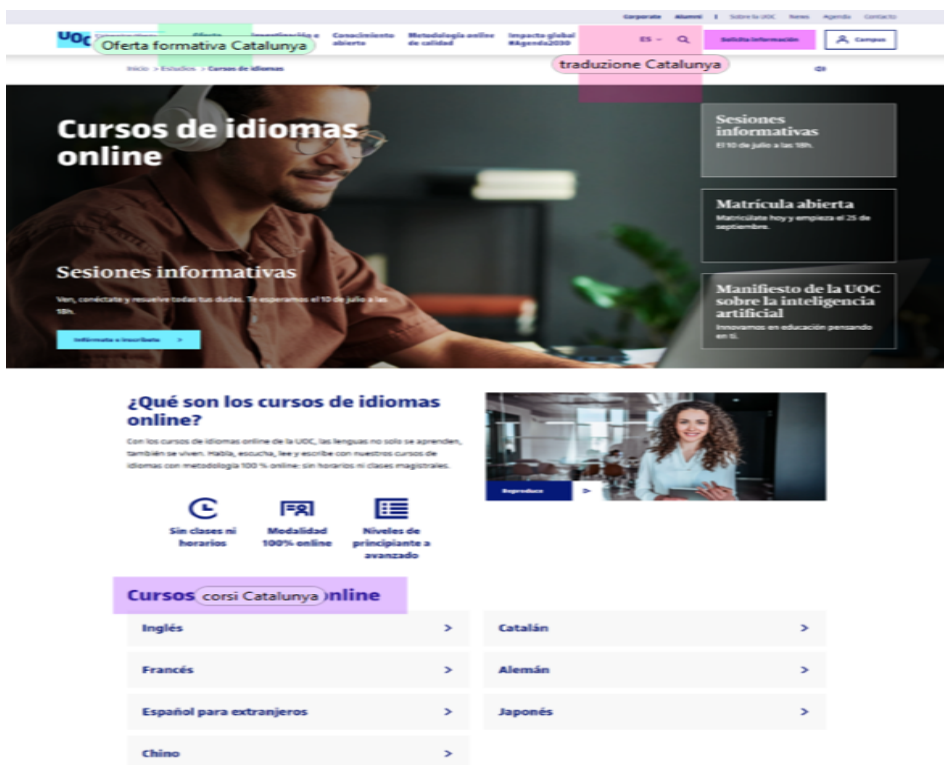 Corporate Alumni | Sobre la UOC News Agenda Contacto
UOC
Oferta formativa Catalunya
Conocimiento abierto
Metodología online de calidad
Impacto global #Agenda2030
ES
Solicita información
Campus
traduzione Catalunya
Inicio > Estudios > Cursos de idiomas
Cursos de idiomas
online
Sesiones
informativas
El 10 de julio a las 18h.
Matrícula abierta
Matricúlate hoy y empieza el 25 de
septiembre.
Manifiesto de la UOC
sobre la inteligencia
artificial
Innovamos en educación pensando
en ti.
Sesiones informativas
Ven, conéctate y resuelve todas tus dudas. Te esperamos el 10 de julio a las
18h.
Infórmate e inscríbete >
¿Qué son los cursos de idiomas
online?
Con los cursos de idiomas online de la UOC, las lenguas no solo se aprenden,
también se viven. Habla, escucha, lee y escribe con nuestros cursos de
idiomas con metodología 100 % online: sin horarios ni clases magistrales.
Reproduce
Sin clases ni
horarios
Modalidad
100% online
Niveles de
principiante a
avanzado
Cursos corsi Catalunya online
Inglés >
Catalán >
Francés >
Alemán >
Español para extranjeros >
Japonés >
Chino >